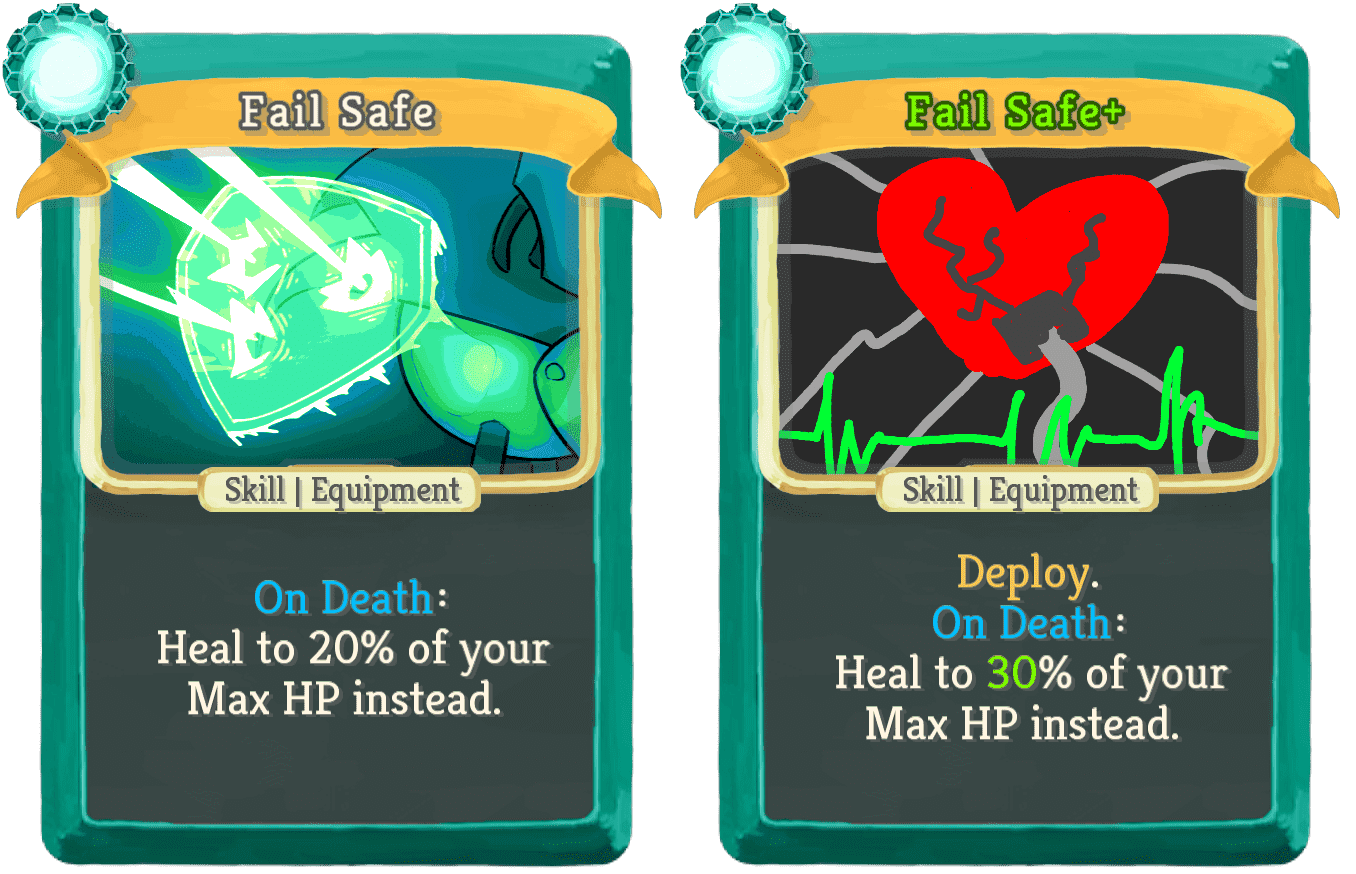 Fail Safe
Skill | Equipment
On Death:
Heal to 20% of your
Max HP instead.
Fail Safe+
Skill | Equipment
Deploy.
On Death:
Heal to 30% of your
Max HP instead.